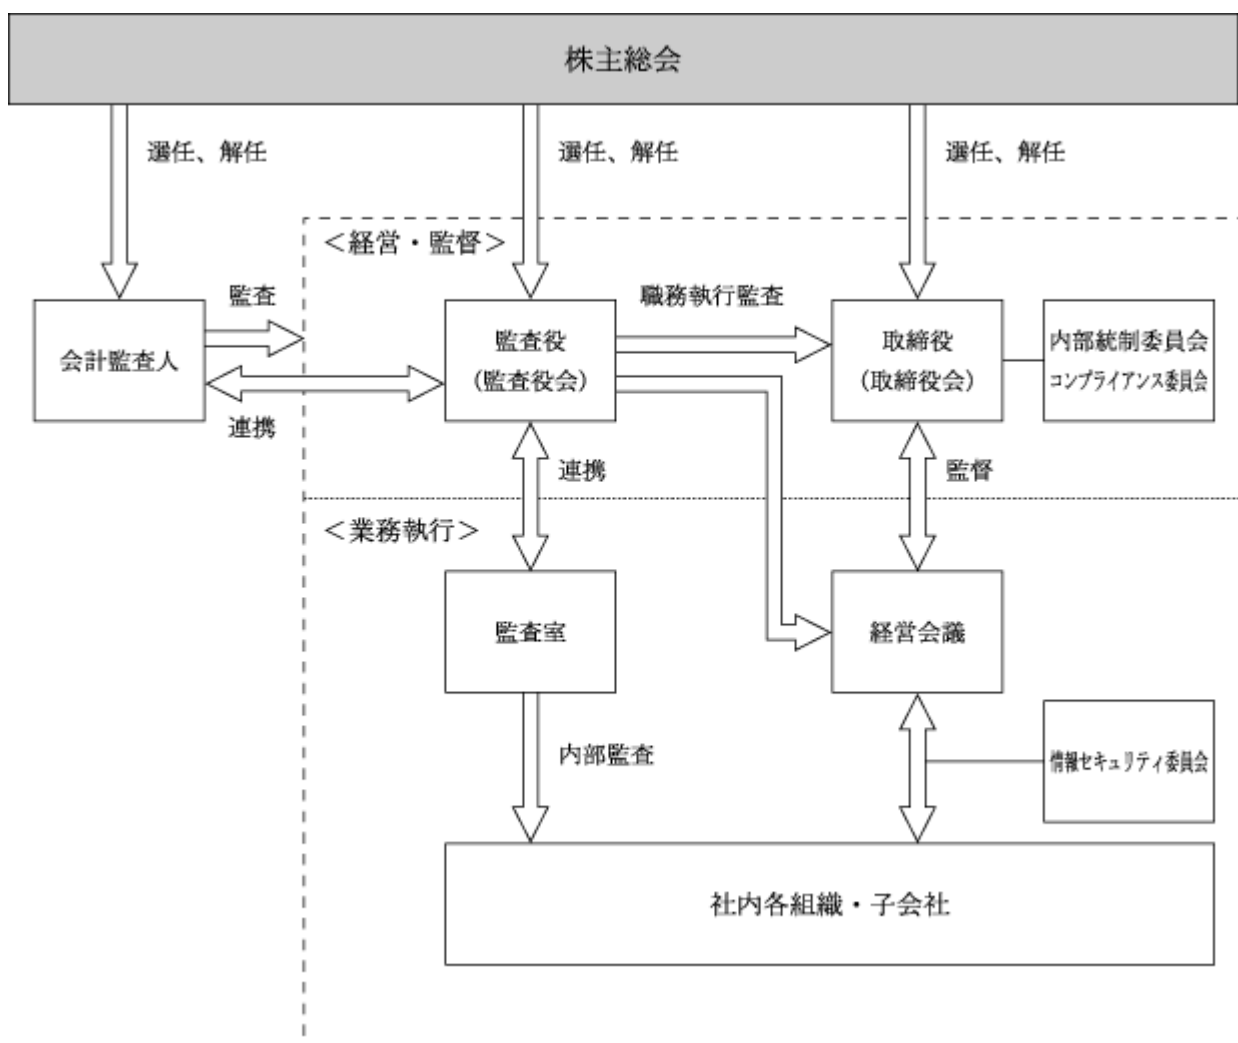 株主総会
選任、解任
選任、解任
選任、解任
＜経営・監督＞
監査
職務執行監査
会計監査人
監査役
（監査役会）
取締役
（取締役会）
内部統制委員会
コンプライアンス委員会
連携
連携
監督
＜業務執行＞
監査室
経営会議
内部監査
情報セキュリティ委員会
社内各組織・子会社